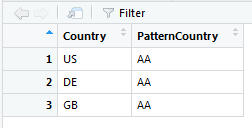 Filter
Country PatternCountry
1 US AA
2 DE AA
3 GB AA